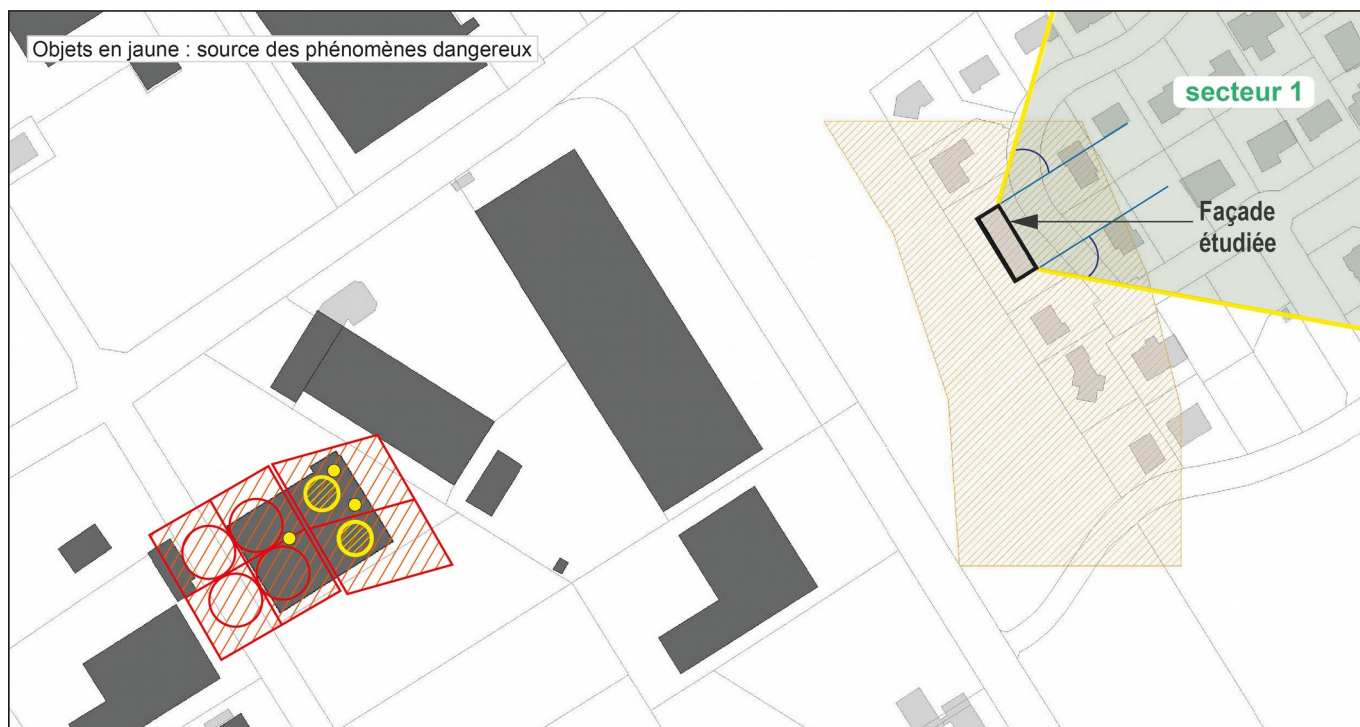 Objets en jaune : source des phénomènes dangereux
secteur 1
Façade
étudiée